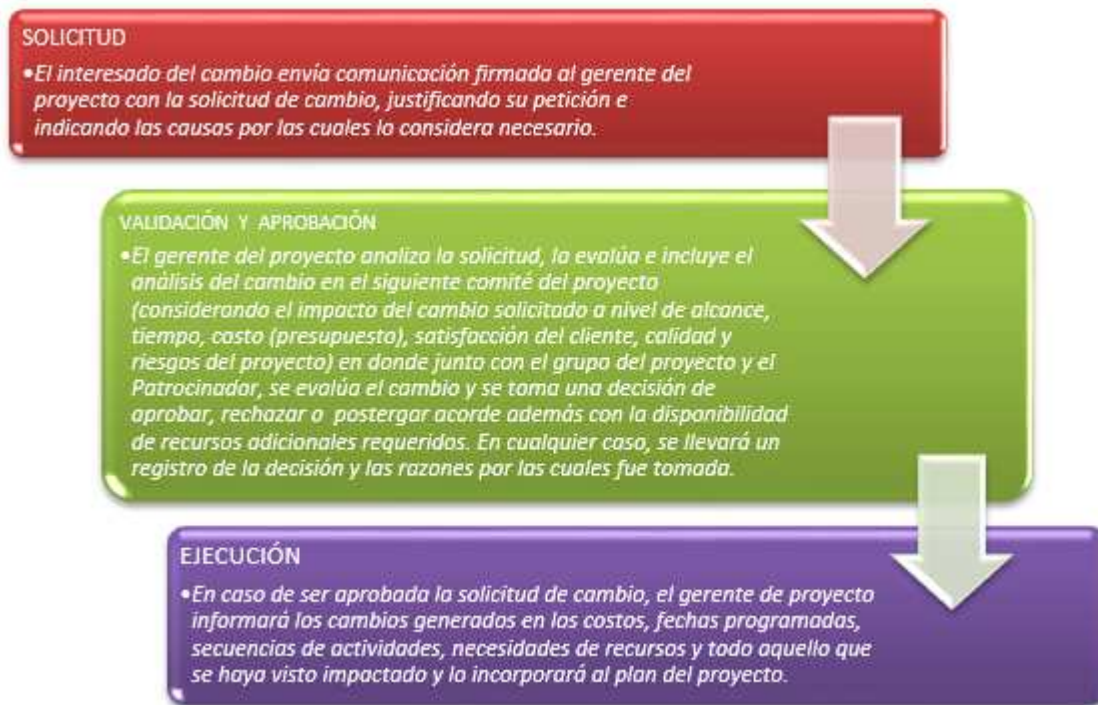 SOLICITUD
•El interesado del cambio envía comunicación firmada al gerente del
proyecto con la solicitud de cambio, justificando su petición e
indicando las causas por las cuales lo considera necesario.
VALIDACIÓN Y APROBACIÓN
•El gerente del proyecto analiza la solicitud, la evalúa e incluye el
análisis del cambio en el siguiente comité del proyecto
(considerando el impacto del cambio solicitado a nivel de alcance,
tiempo, costo (presupuesto), satisfacción del cliente, calidad y
riesgos del proyecto) en donde junto con el grupo del proyecto y el
Patrocinador, se evalúa el cambio y se toma una decisión de
aprobar, rechazar o postergar acorde además con la disponibilidad
de recursos adicionales requeridos. En cualquier caso, se llevará un
registro de la decisión y las razones por las cuales fue tomada.
EJECUCIÓN
•En caso de ser aprobada la solicitud de cambio, el gerente de proyecto
informará los cambios generados en los costos, fechas programadas,
secuencias de actividades, necesidades de recursos y todo aquello que
se haya visto impactado y lo incorporará al plan del proyecto.